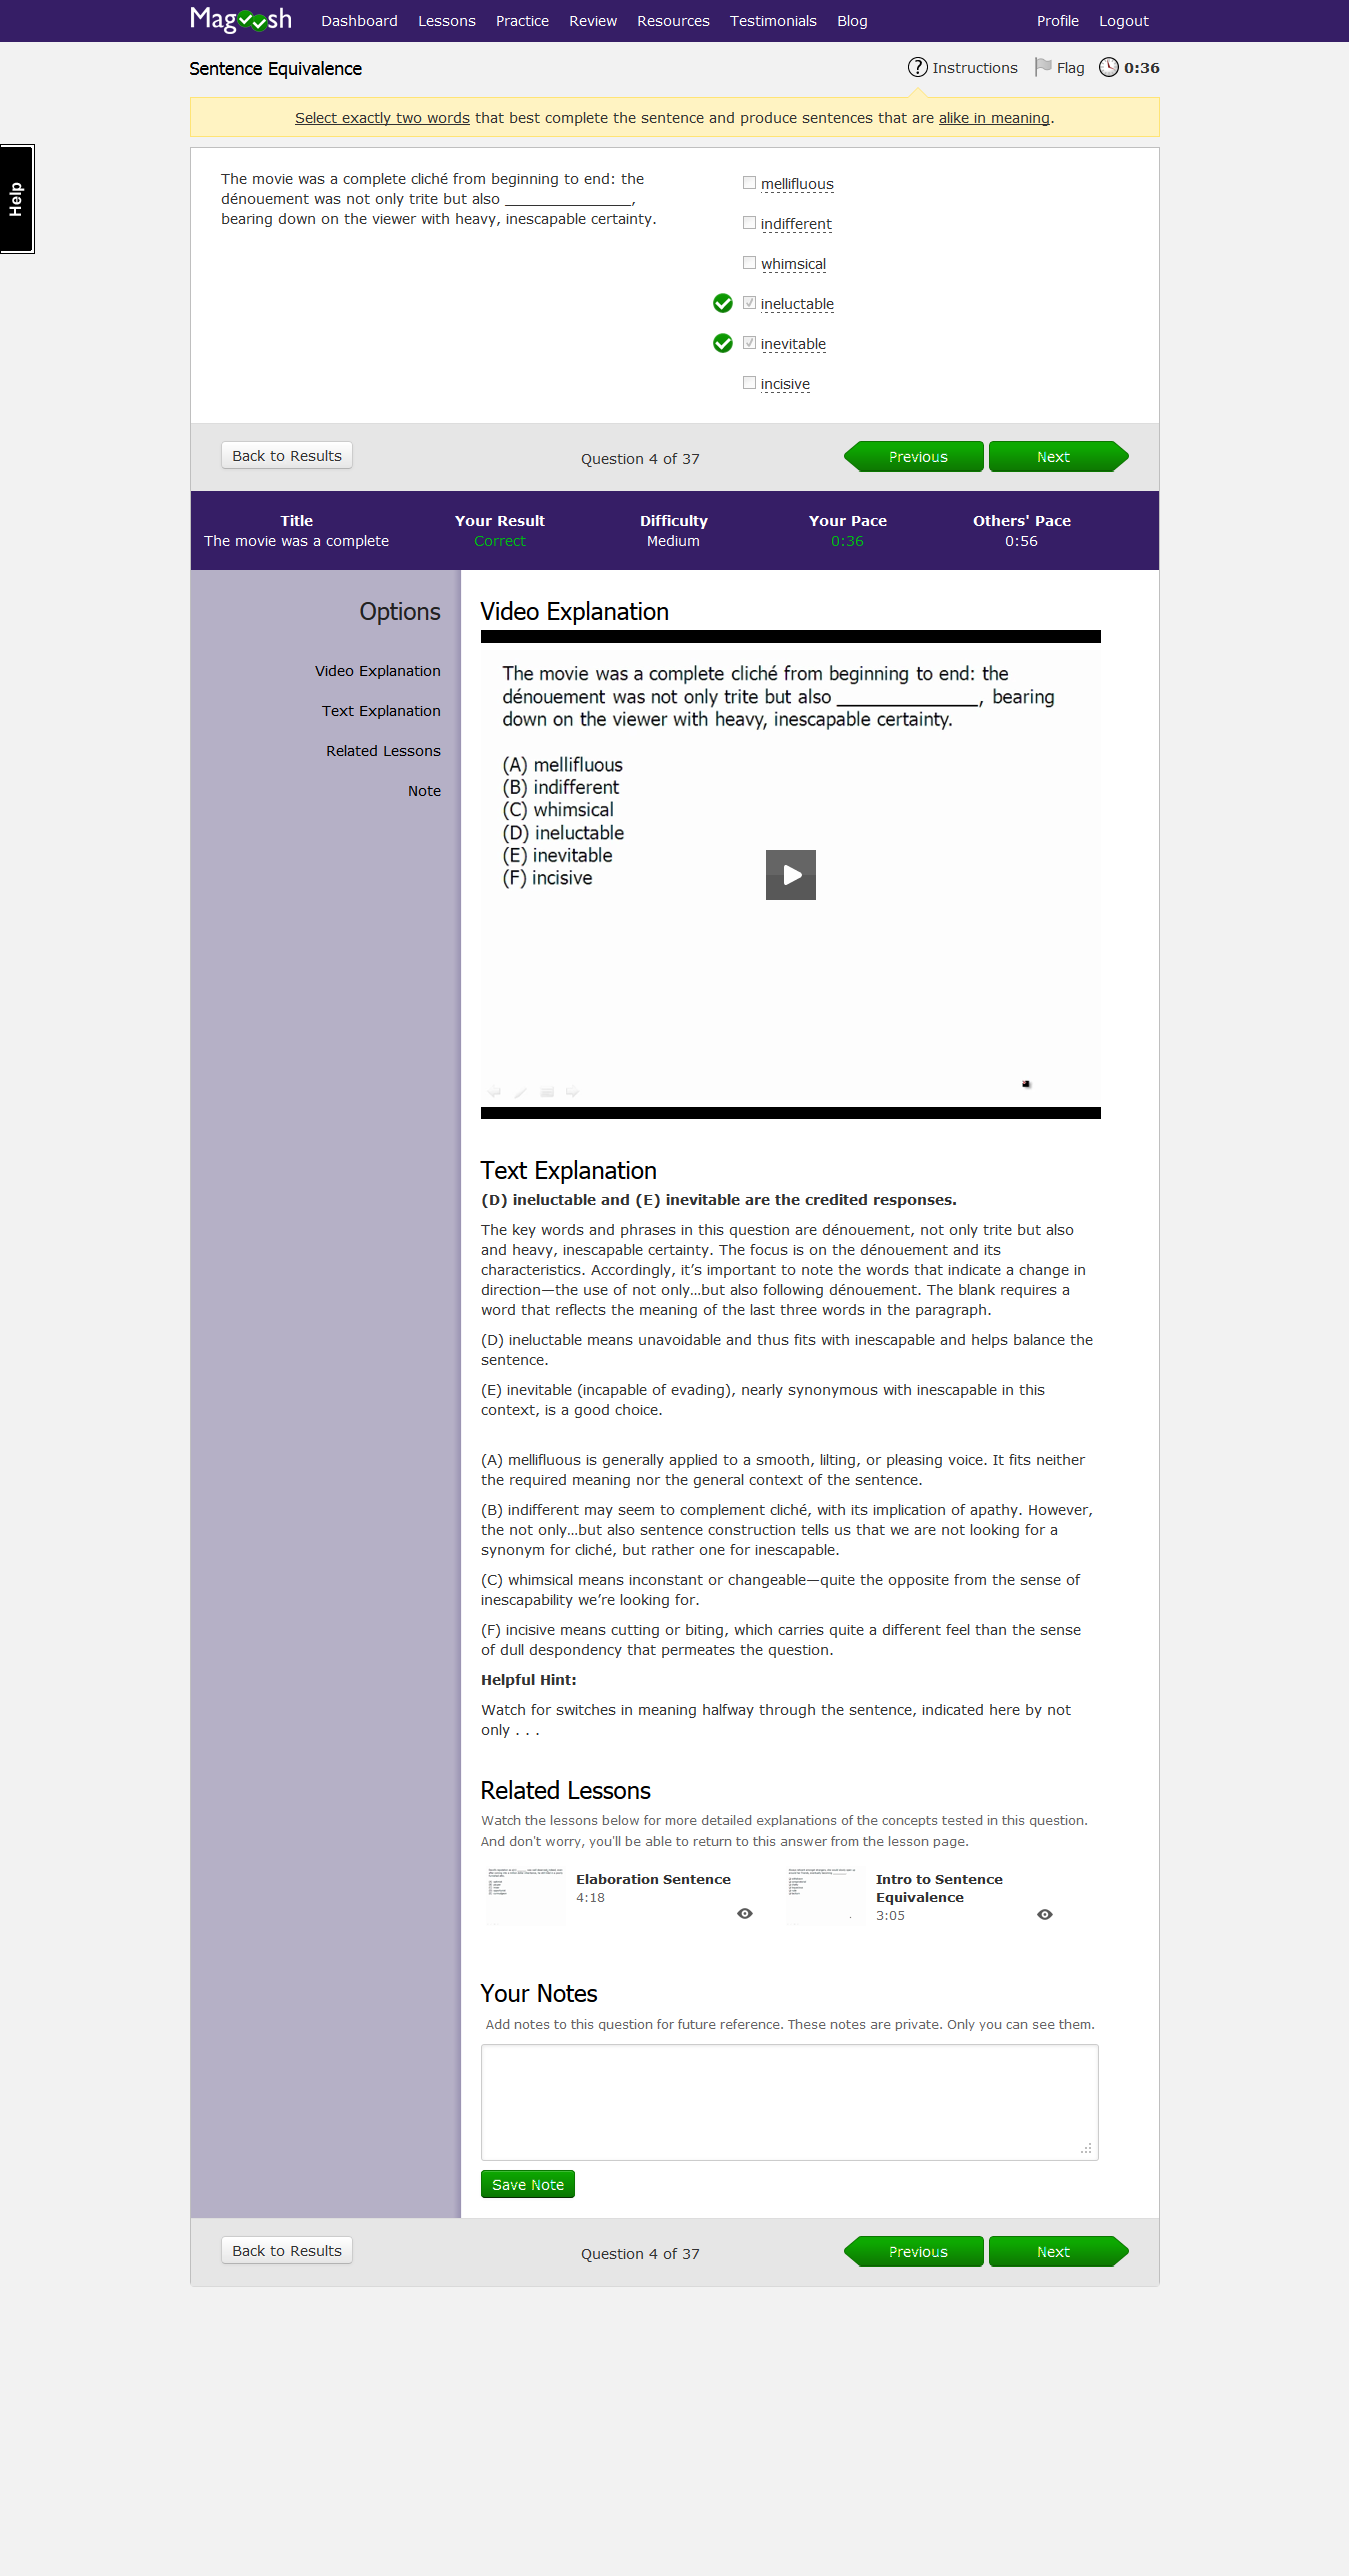 Magoosh Dashboard Lessons Practice Review Resources Testimonials Blog Profile Logout
Sentence Equivalence
Instructions Flag 0:36
Select exactly two words that best complete the sentence and produce sentences that are alike in meaning.
Help
The movie was a complete cliché from beginning to end: the
dénouement was not only trite but also ________________,
bearing down on the viewer with heavy, inescapable certainty.
mellifluous
indifferent
whimsical
ineluctable
inevitable
incisive
Back to Results Question 4 of 37 Previous Next
Title Your Result Difficulty Your Pace Others' Pace
The movie was a complete Correct Medium 0:36 0:56
Options
Video Explanation
Text Explanation
Related Lessons
Note
Video Explanation
The movie was a complete cliché from beginning to end: the
dénouement was not only trite but also ______________, bearing
down on the viewer with heavy, inescapable certainty.
(A) mellifluous
(B) indifferent
(C) whimsical
(D) ineluctable
(E) inevitable
(F) incisive
Text Explanation
(D) ineluctable and (E) inevitable are the credited responses.
The key words and phrases in this question are dénouement, not only trite but also
and heavy, inescapable certainty. The focus is on the dénouement and its
characteristics. Accordingly, it’s important to note the words that indicate a change in
direction—the use of not only…but also following dénouement. The blank requires a
word that reflects the meaning of the last three words in the paragraph.
(D) ineluctable means unavoidable and thus fits with inescapable and helps balance the
sentence.
(E) inevitable (incapable of evading), nearly synonymous with inescapable in this
context, is a good choice.
(A) mellifluous is generally applied to a smooth, lilting, or pleasing voice. It fits neither
the required meaning nor the general context of the sentence.
(B) indifferent may seem to complement cliché, with its implication of apathy. However,
the not only…but also sentence construction tells us that we are not looking for a
synonym for cliché, but rather one for inescapable.
(C) whimsical means inconstant or changeable—quite the opposite from the sense of
inescapability we’re looking for.
(F) incisive means cutting or biting, which carries quite a different feel than the sense
of dull despondency that permeates the question.
Helpful Hint:
Watch for switches in meaning halfway through the sentence, indicated here by not
only . . .
Related Lessons
Watch the lessons below for more detailed explanations of the concepts tested in this question.
And don't worry, you'll be able to return to this answer from the lesson page.
Elaboration Sentence
4:18
Intro to Sentence
Equivalence
3:05
Your Notes
Add notes to this question for future reference. These notes are private. Only you can see them.
Save Note
Back to Results Question 4 of 37 Previous Next